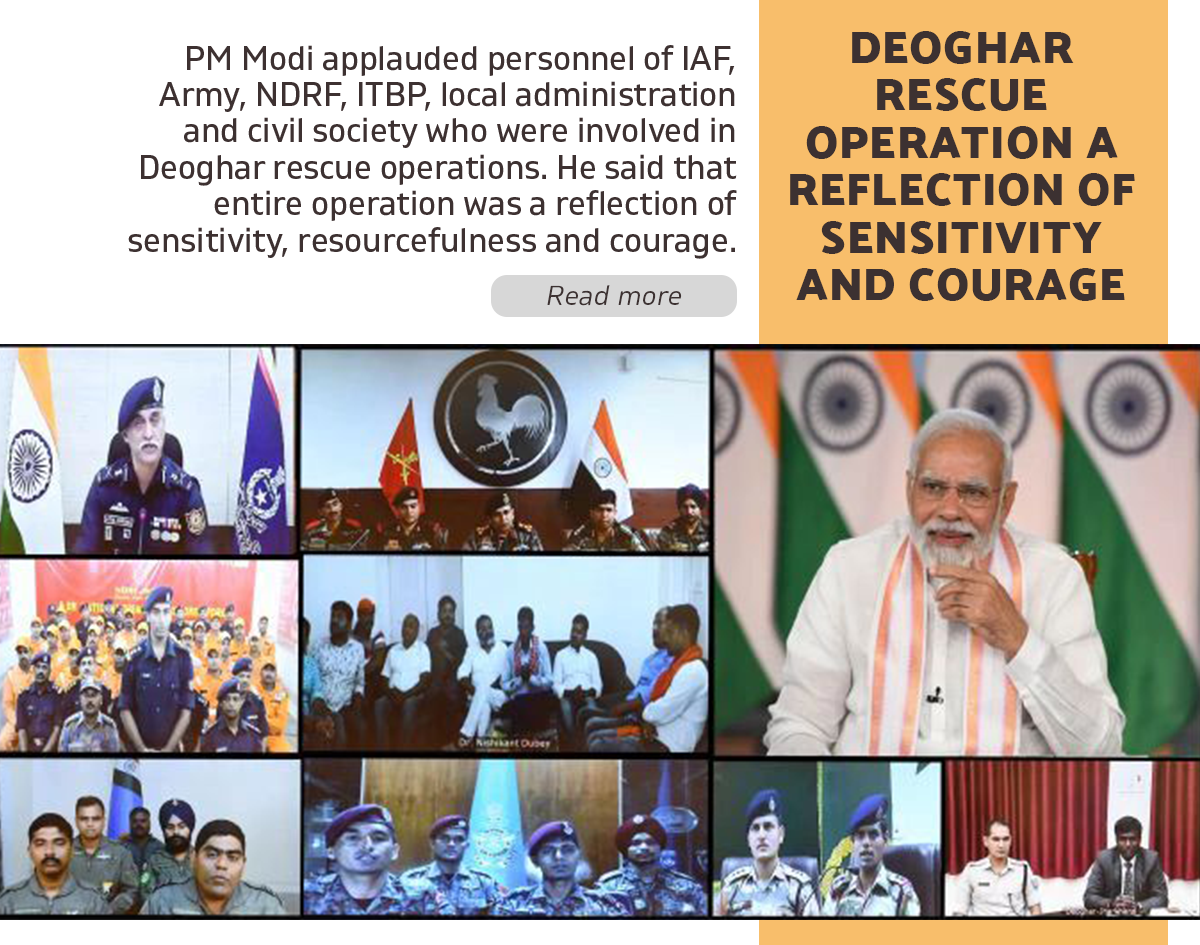 PM Modi applauded personnel of IAF,
Army, NDRF, ITBP, local administration
and civil society who were involved in
Deoghar rescue operations. He said that
entire operation was a reflection of
sensitivity, resourcefulness and courage.
Read more
DEOGHAR
RESCUE
OPERATION A
REFLECTION OF
SENSITIVITY
AND COURAGE
Dr. Nishikant Dubey